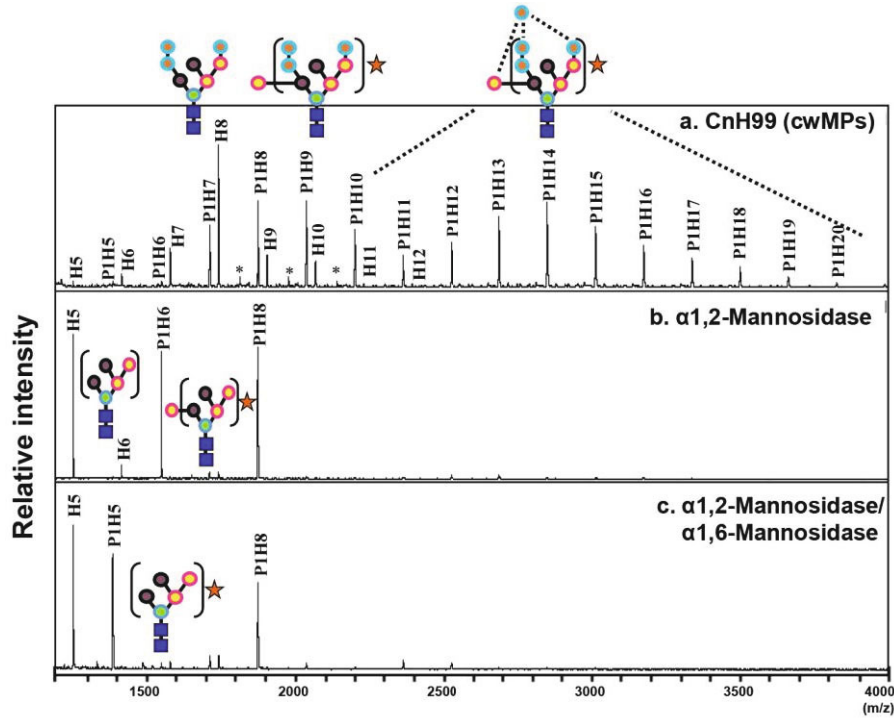 a. CnH99 (cwMPs)
H5
P1H5
H6
P1H6
H7
P1H7
H8
*
P1H8
H9
*
P1H9
H10
*
P1H10
H11
P1H11
H12
P1H12
P1H13
P1H14
P1H15
P1H16
P1H17
P1H18
P1H19
P1H20
b. α1,2-Mannosidase
H5
H6
P1H6
P1H8
c. α1,2-Mannosidase/
α1,6-Mannosidase
H5
P1H5
P1H8
Relative intensity
1500 2000 2500 3000 3500 4000
(m/z)